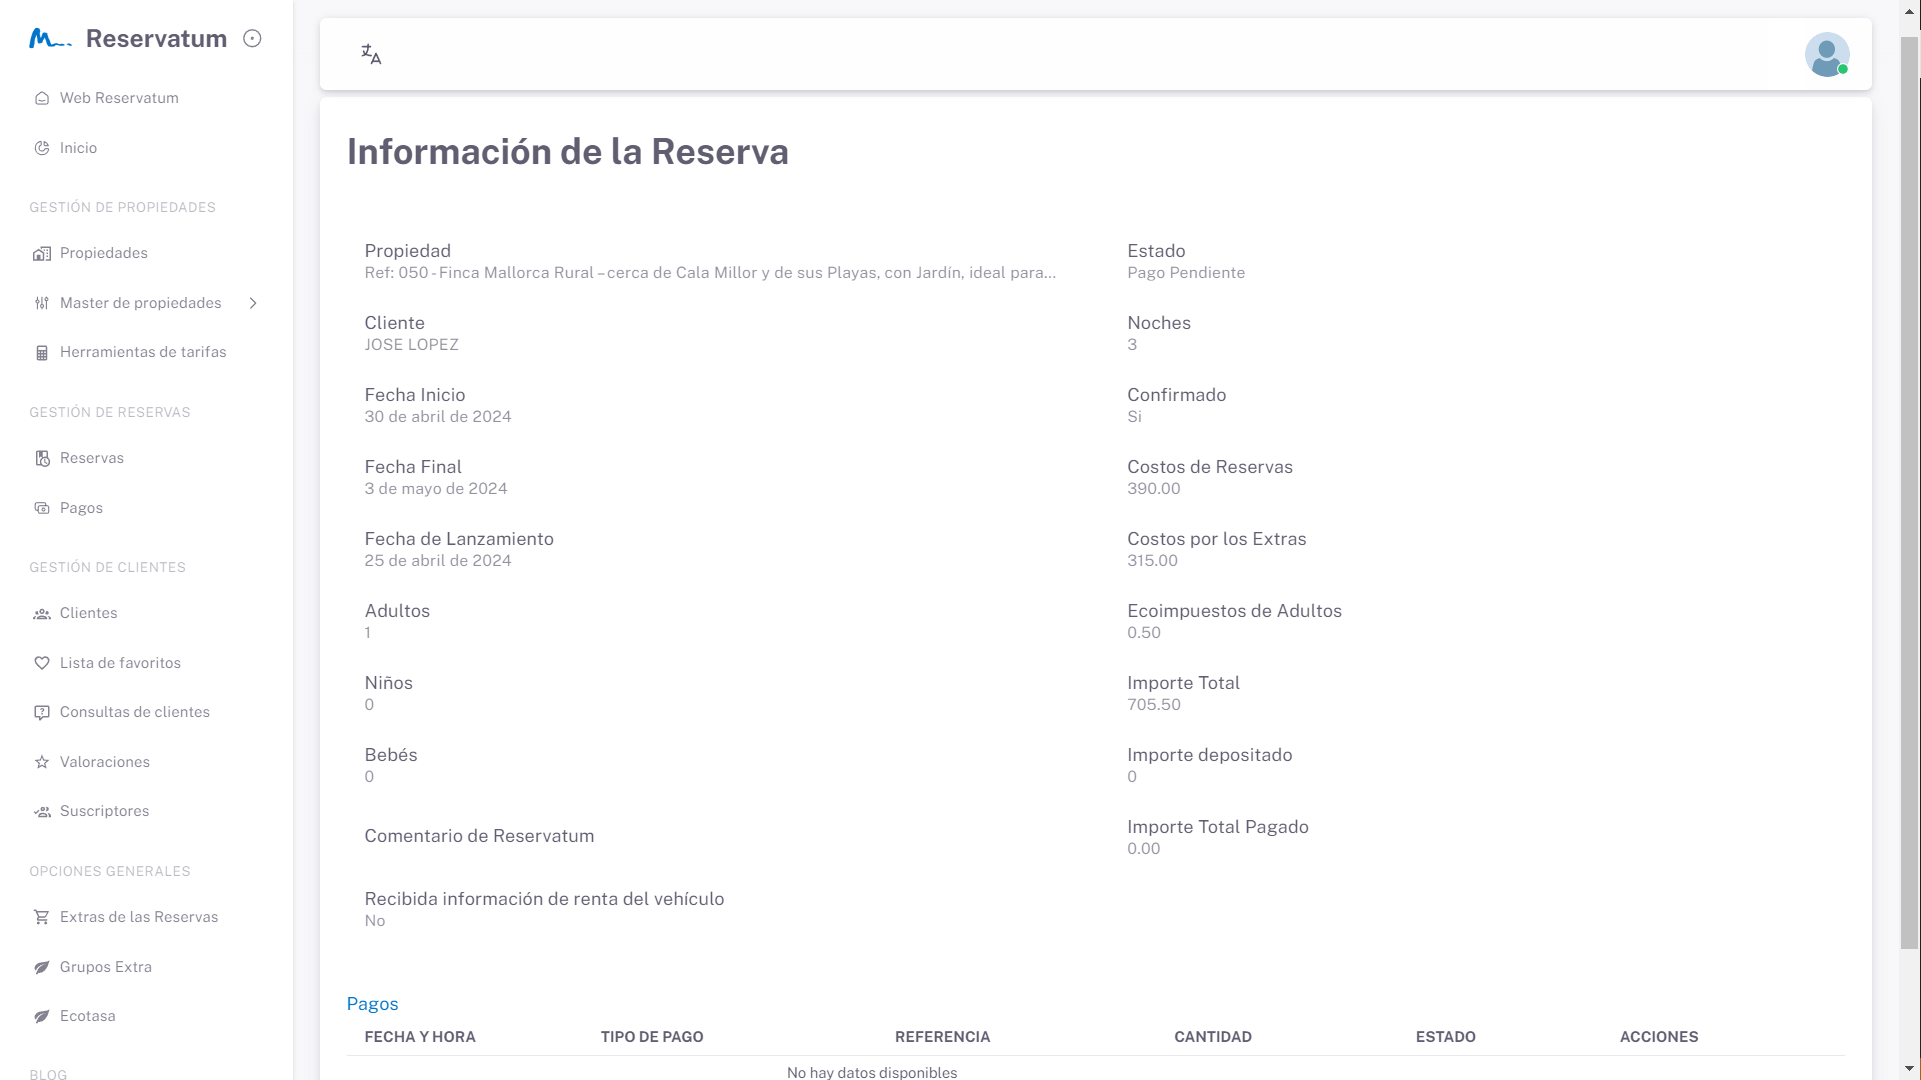 Reservatum
Web Reservatum
Inicio
GESTIÓN DE PROPIEDADES
Propiedades
Master de propiedades
Herramientas de tarifas
GESTIÓN DE RESERVAS
Reservas
Pagos
GESTIÓN DE CLIENTES
Clientes
Lista de favoritos
Consultas de clientes
Valoraciones
Suscriptores
OPCIONES GENERALES
Extras de las Reservas
Grupos Extra
Ecotasa
BLOG
Información de la Reserva
Propiedad
Ref: 050 - Finca Mallorca Rural – cerca de Cala Millor y de sus Playas, con Jardín, ideal para...
Cliente
JOSE LOPEZ
Fecha Inicio
30 de abril de 2024
Fecha Final
3 de mayo de 2024
Fecha de Lanzamiento
25 de abril de 2024
Adultos
1
Niños
0
Bebés
0
Comentario de Reservatum
Recibida información de renta del vehículo
No
Estado
Pago Pendiente
Noches
3
Confirmado
Si
Costos de Reservas
390.00
Costos por los Extras
315.00
Ecoimpuestos de Adultos
0.50
Importe Total
705.50
Importe depositado
0
Importe Total Pagado
0.00
Pagos
FECHA Y HORA TIPO DE PAGO REFERENCIA CANTIDAD ESTADO ACCIONES
No hay datos disponibles